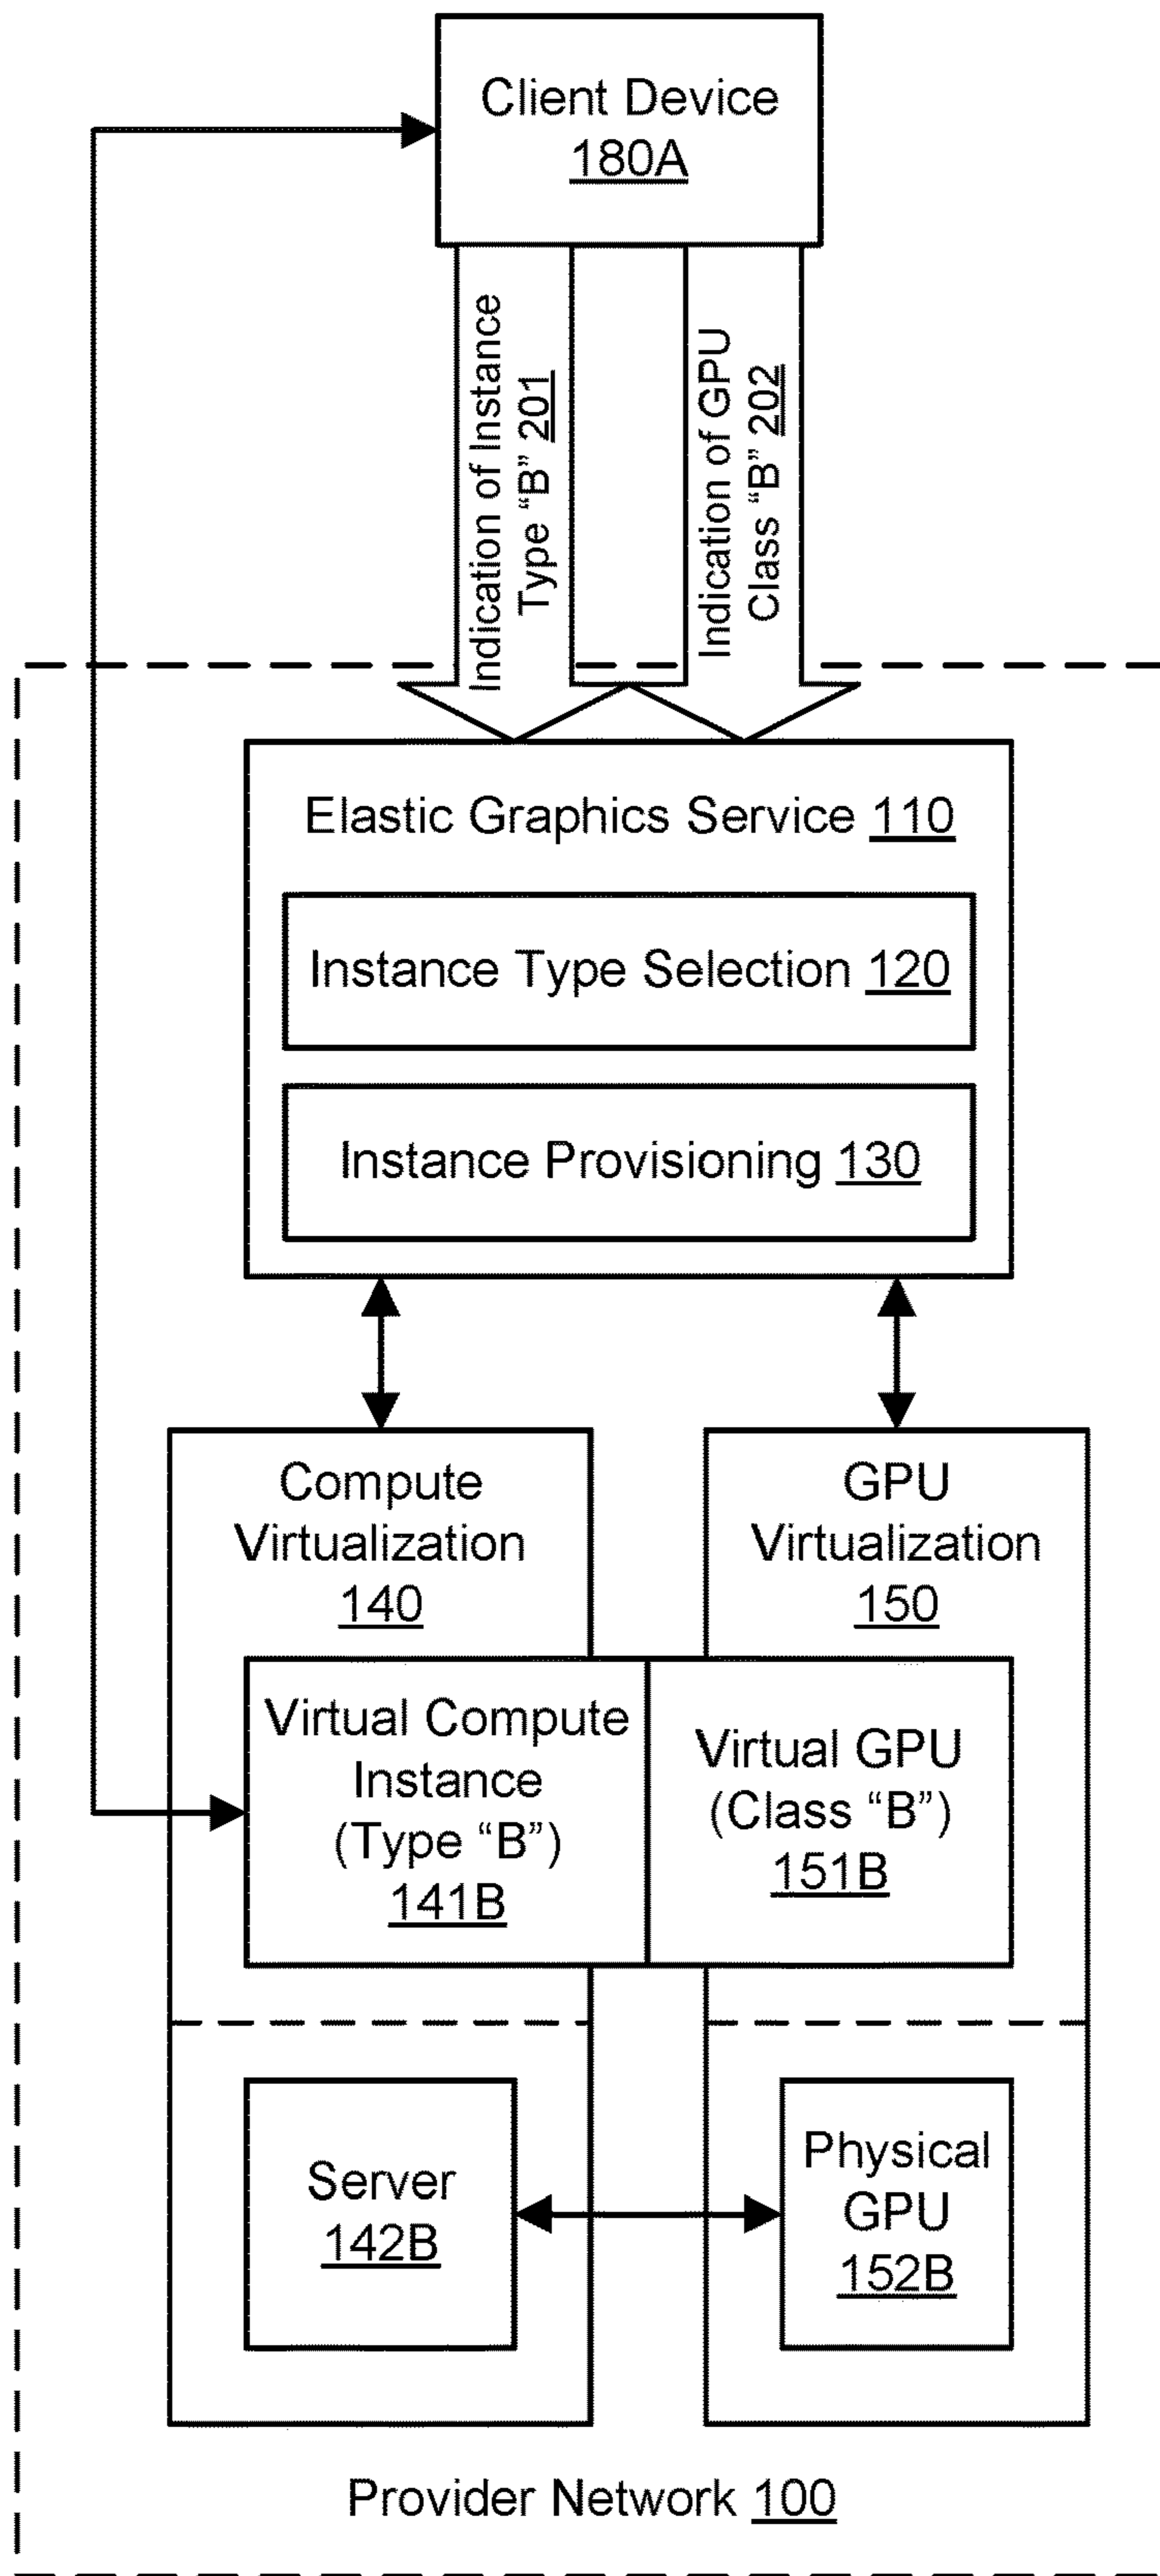 Client Device
180A
Indication of Instance
Type “B” 201
Indication of GPU
Class “B” 202
Elastic Graphics Service 110
Instance Type Selection 120
Instance Provisioning 130
Compute
Virtualization
140
GPU
Virtualization
150
Virtual Compute
Instance
(Type “B”)
141B
Virtual GPU
(Class “B”)
151B
Server
142B
Physical
GPU
152B
Provider Network 100